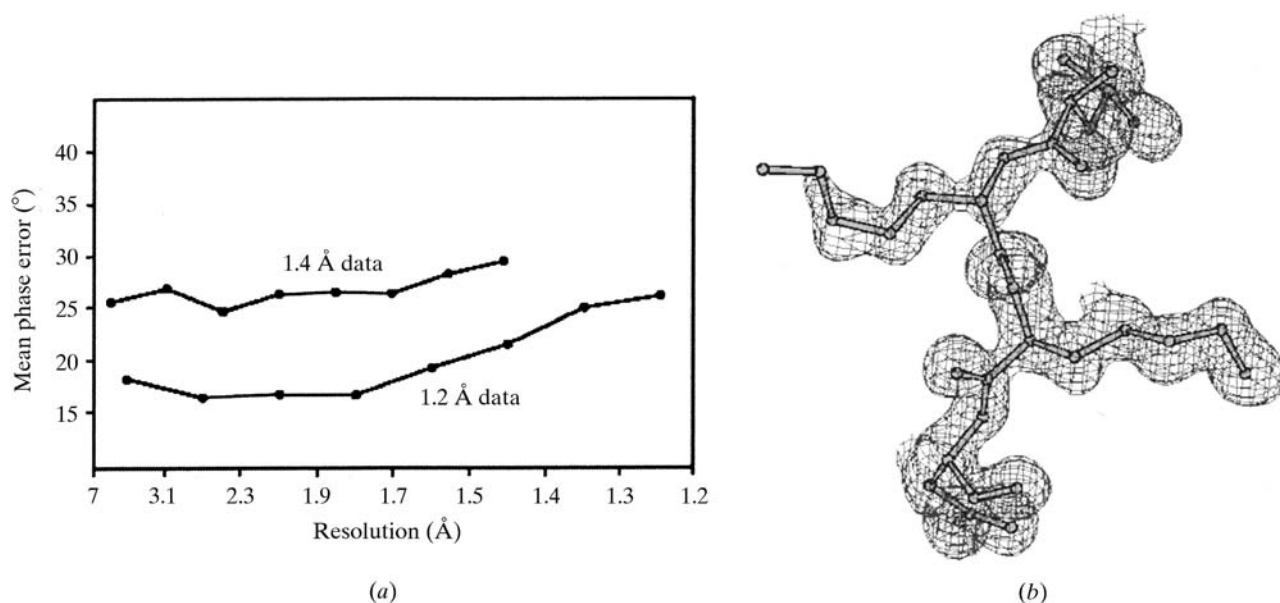 40
35
30
25
20
15
Mean phase error (°)
1.4 Å data
1.2 Å data
7 3.1 2.3 1.9 1.7 1.5 1.4 1.3 1.2
Resolution (Å)
(a)
(b)